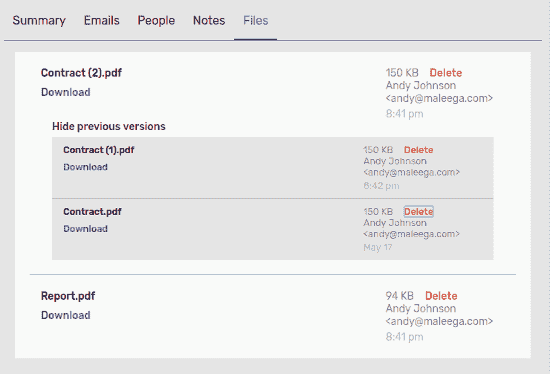 Summary Emails People Notes Files
Contract (2).pdf 150 KB Delete
Download Andy Johnson
<andy@maleega.com>
8:41 pm
Hide previous versions
Contract (1).pdf 150 KB Delete
Download Andy Johnson
<andy@maleega.com>
8:42 pm
Contract.pdf 150 KB Delete
Download Andy Johnson
<andy@maleega.com>
May 17
Report.pdf 94 KB Delete
Download Andy Johnson
<andy@maleega.com>
8:41 pm